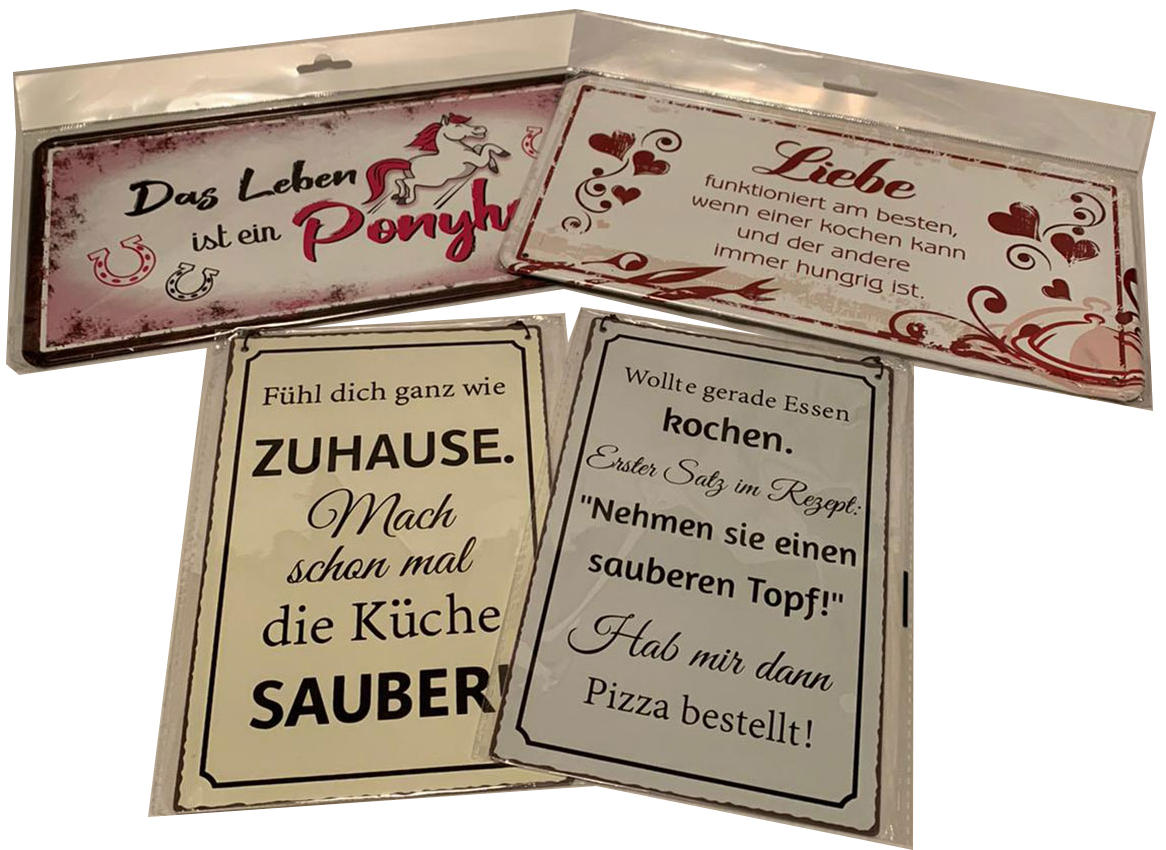 Das Leben
ist ein Ponyh
Liebe
funktioniert am besten,
wenn einer kochen kann
und der andere
immer hungrig ist.
Fühl dich ganz wie
ZUHAUSE.
Mach
schon mal
die Küche
SAUBER!
Wollte gerade Essen
kochen.
Erster Satz im Rezept:
"Nehmen sie einen
sauberen Topf!"
Hab mir dann
Pizza bestellt!